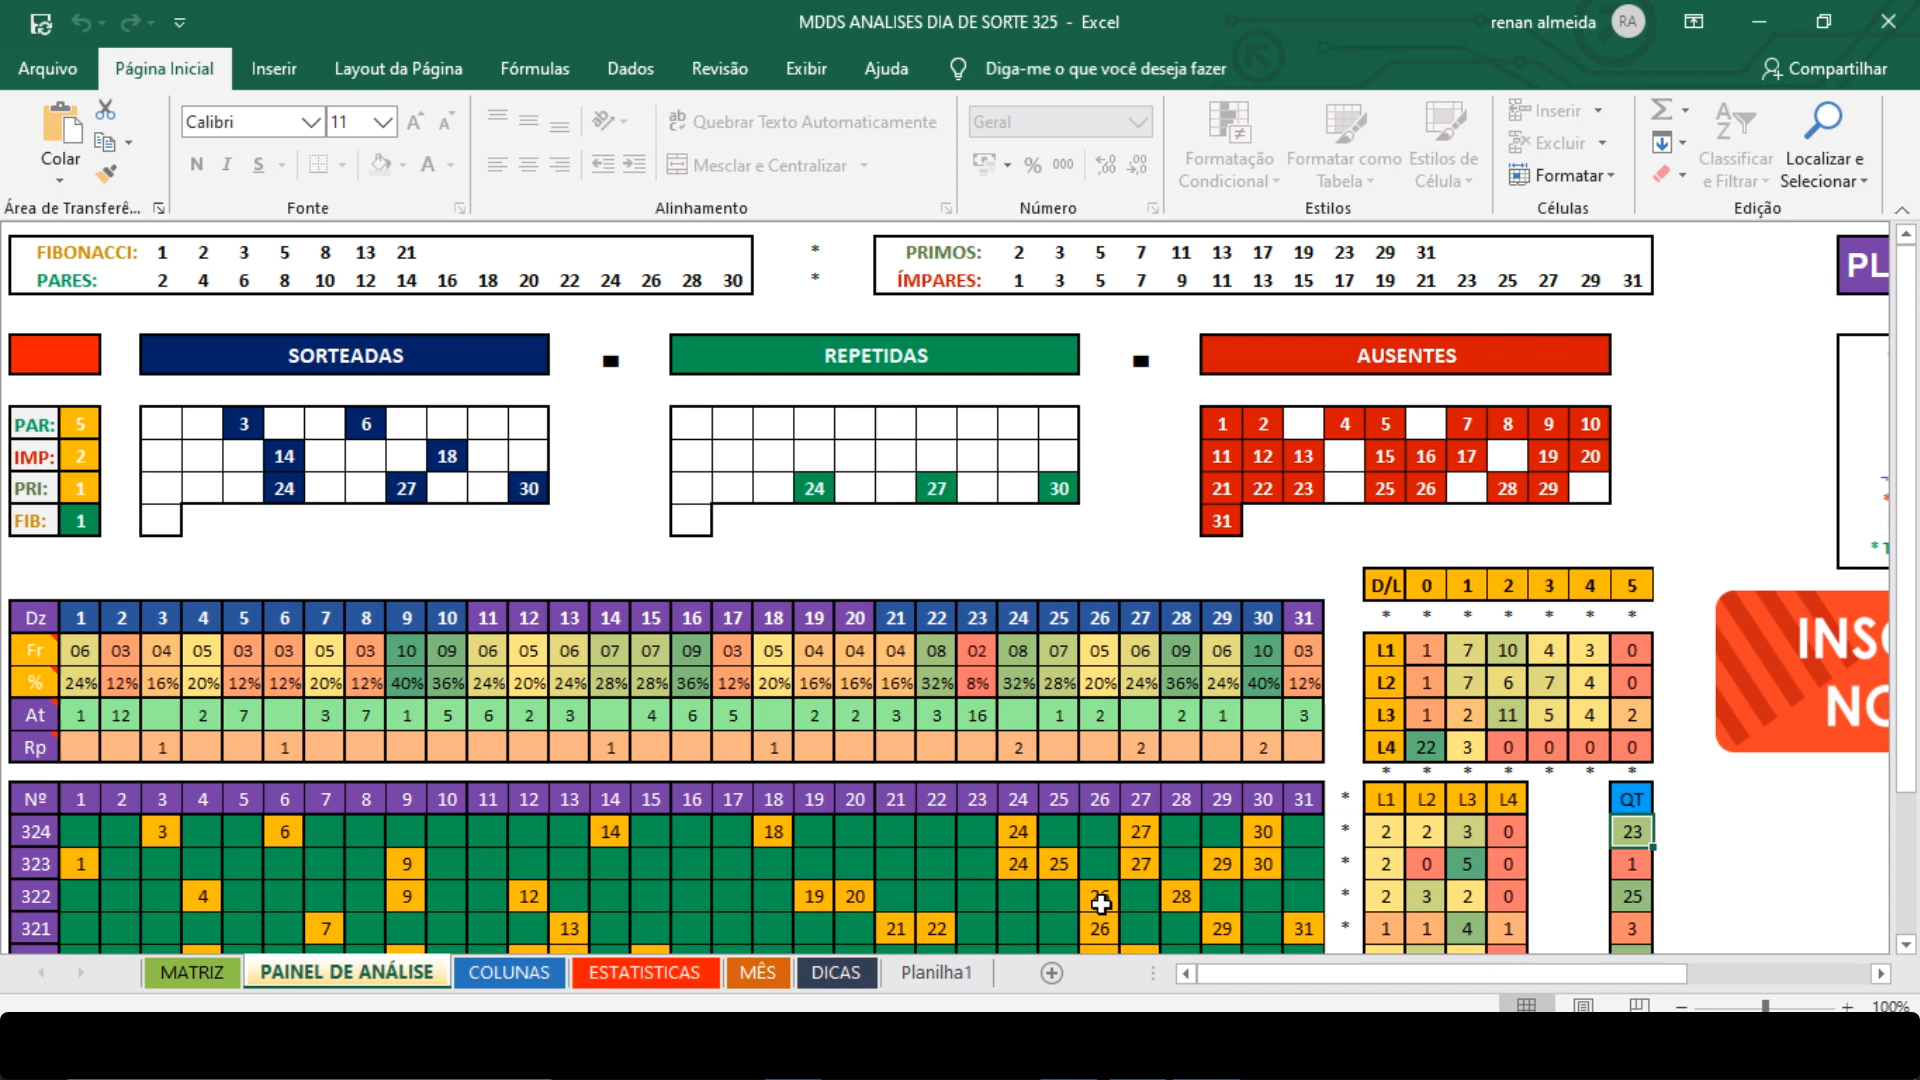 MDDS ANALISES DIA DE SORTE 325 - Excel
renan almeida RA
Arquivo Página Inicial Inserir Layout da Página Fórmulas Dados Revisão Exibir Ajuda Diga-me o que você deseja fazer Compartilhar
Calibri 11 Quebrar Texto Automaticamente Geral Inserir
Colar N I S Mesclar e Centralizar % 000 Formatação Condicional Formatar como Tabela Estilos de Célula Excluir Formatar Classificar e Filtrar Localizar e Selecionar
Área de Transferê... Fonte Alinhamento Número Estilos Células Edição
FIBONACCI: 1 2 3 5 8 13 21 * PRIMOS: 2 3 5 7 11 13 17 19 23 29 31
PARES: 2 4 6 8 10 12 14 16 18 20 22 24 26 28 30 * ÍMPARES: 1 3 5 7 9 11 13 15 17 19 21 23 25 27 29 31
PL
SORTEADAS - REPETIDAS - AUSENTES
PAR: 5 3 6 1 2 4 5 7 8 9 10
IMP: 2 14 18 11 12 13 15 16 17 19 20
PRI: 1 24 27 30 24 27 30 21 22 23 25 26 28 29
FIB: 1 31
D/L 0 1 2 3 4 5
* * * * * *
Dz 1 2 3 4 5 6 7 8 9 10 11 12 13 14 15 16 17 18 19 20 21 22 23 24 25 26 27 28 29 30 31
Fr 06 03 04 05 03 03 05 03 10 09 06 05 06 07 07 09 03 05 04 04 04 08 02 08 07 05 06 09 06 10 03 L1 1 7 10 4 3 0
% 24% 12% 16% 20% 12% 12% 20% 12% 40% 36% 24% 20% 24% 28% 28% 36% 12% 20% 16% 16% 16% 32% 8% 32% 28% 20% 24% 36% 24% 40% 12% L2 1 7 6 7 4 0
At 1 12 2 7 3 7 1 5 6 2 3 4 6 5 2 2 3 3 16 1 2 2 1 3 L3 1 2 11 5 4 2
Rp 1 1 1 1 2 2 2 L4 22 3 0 0 0 0
* * * * * * *
Nº 1 2 3 4 5 6 7 8 9 10 11 12 13 14 15 16 17 18 19 20 21 22 23 24 25 26 27 28 29 30 31 * L1 L2 L3 L4 QT
324 3 6 14 18 24 27 30 * 2 2 3 0 23
323 1 9 24 25 27 29 30 * 2 0 5 0 1
322 4 9 12 19 20 26 28 * 2 3 2 0 25
321 7 13 21 22 26 29 31 * 1 1 4 1 3
MATRIZ PAINEL DE ANÁLISE COLUNAS ESTATISTICAS MÊS DICAS Planilha1
100%